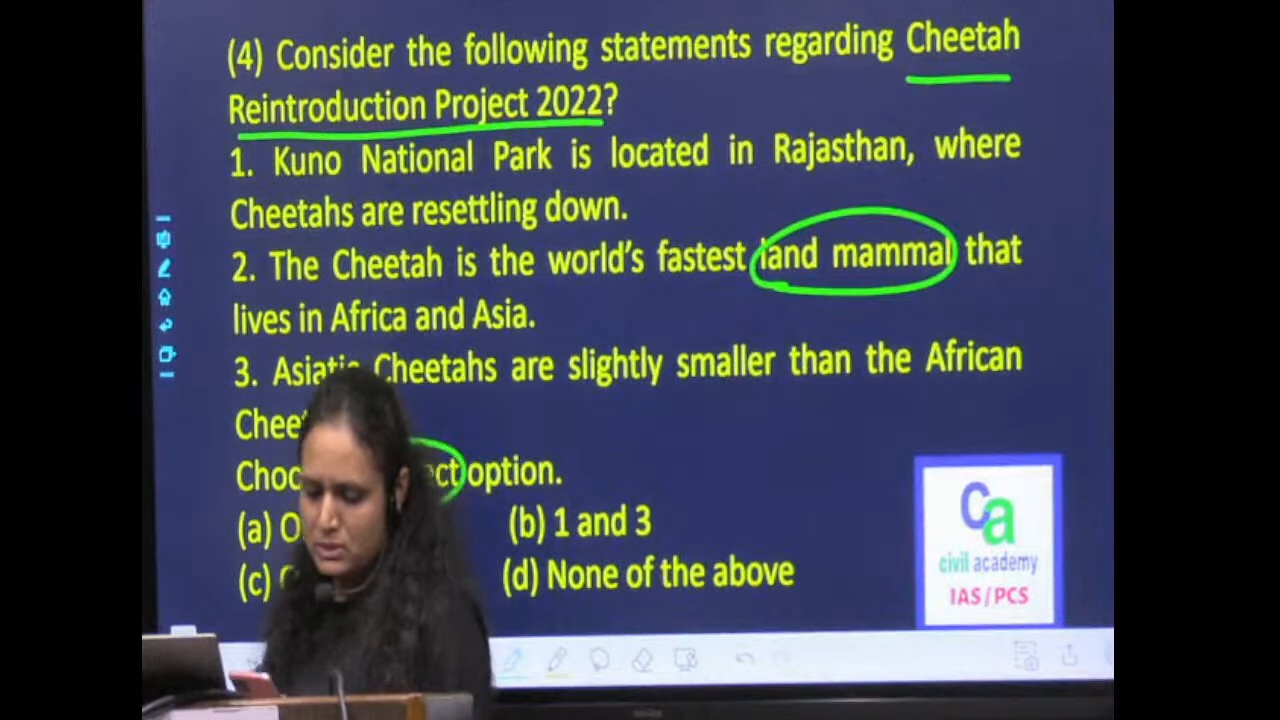 (4) Consider the following statements regarding Cheetah
Reintroduction Project 2022?
1. Kuno National Park is located in Rajasthan, where
Cheetahs are resettling down.
2. The Cheetah is the world's fastest land mammal that
lives in Africa and Asia.
3. Asiatic Cheetahs are slightly smaller than the African
option.
(a)
(b) 1 and 3
(c)
(d) None of the above
Ca
civil academy
IAS/PCS